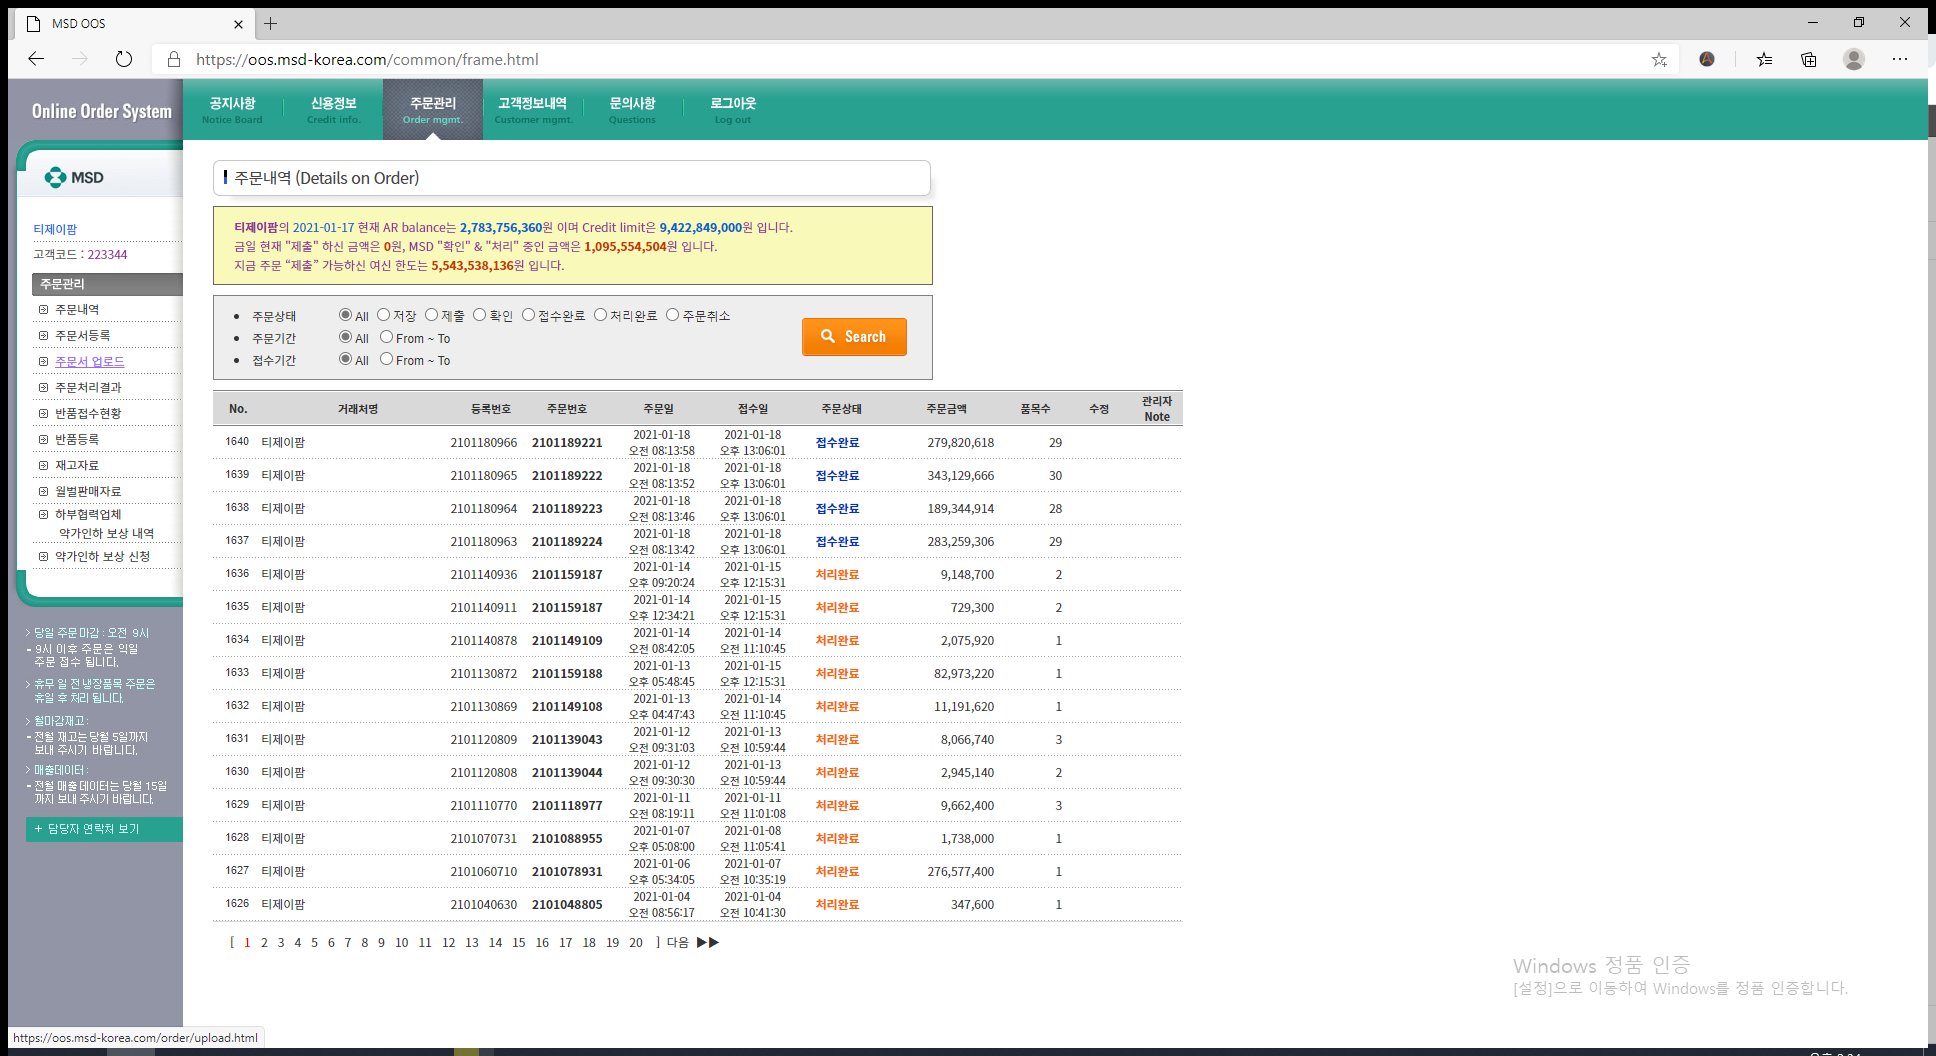 MSD OOS
https://oos.msd-korea.com/common/frame.html
Online Order System
공지사항 신용정보 주문관리 고객정보내역 문의사항 로그아웃
Notice Board Credit info. Order mgmt. Customer mgmt. Questions Log out
MSD
티제이팜
고객코드 : 223344
주문관리
주문내역
주문서등록
주문서 업로드
주문처리결과
반품접수현황
반품등록
재고자료
월별판매자료
하부협력업체
약가인하 보상 내역
약가인하 보상 신청
> 당일 주문마감 : 오전 9시
- 9시 이후 주문은 익일
주문 접수 됩니다.
> 휴무 일 전 냉장품목 주문은
휴일 후 처리 됩니다.
> 월마감재고 :
- 전월 재고는 당월 5일까지
보내 주시기 바랍니다.
> 매출데이터 :
- 전월 매출데이터는 당월 15일
까지 보내 주시기 바랍니다.
+ 담당자 연락처 보기
주문내역 (Details on Order)
티제이팜의 2021-01-17 현재 AR balance는 2,783,756,360원 이며 Credit limit은 9,422,849,000원 입니다.
금일 현재 "제출" 하신 금액은 0원, MSD "확인" & "처리" 중인 금액은 1,095,554,504원 입니다.
지금 주문 “제출” 가능하신 여신 한도는 5,543,538,136원 입니다.
주문상태 All 저장 제출 확인 접수완료 처리완료 주문취소
주문기간 All From ~ To
접수기간 All From ~ To
Search
No. 거래처명 등록번호 주문번호 주문일 접수일 주문상태 주문금액 품목수 수정 관리자
Note
1640 티제이팜 2101180966 2101189221 2021-01-18 오전 08:13:58 2021-01-18 오후 13:06:01 접수완료 279,820,618 29
1639 티제이팜 2101180965 2101189222 2021-01-18 오전 08:13:52 2021-01-18 오후 13:06:01 접수완료 343,129,666 30
1638 티제이팜 2101180964 2101189223 2021-01-18 오전 08:13:46 2021-01-18 오후 13:06:01 접수완료 189,344,914 28
1637 티제이팜 2101180963 2101189224 2021-01-18 오전 08:13:42 2021-01-18 오후 13:06:01 접수완료 283,259,306 29
1636 티제이팜 2101140936 2101159187 2021-01-14 오전 09:20:24 2021-01-15 오후 12:15:31 처리완료 9,148,700 2
1635 티제이팜 2101140911 2101159187 2021-01-14 오후 12:34:21 2021-01-15 오후 12:15:31 처리완료 729,300 2
1634 티제이팜 2101140878 2101149109 2021-01-14 오전 08:42:05 2021-01-14 오전 11:10:45 처리완료 2,075,920 1
1633 티제이팜 2101130872 2101159188 2021-01-13 오후 05:48:45 2021-01-15 오후 12:15:31 처리완료 82,973,220 1
1632 티제이팜 2101130869 2101149108 2021-01-13 오후 04:47:43 2021-01-14 오전 11:10:45 처리완료 11,191,620 1
1631 티제이팜 2101120809 2101139043 2021-01-12 오전 09:31:03 2021-01-13 오전 10:59:44 처리완료 8,066,740 3
1630 티제이팜 2101120808 2101139044 2021-01-12 오전 09:30:30 2021-01-13 오전 10:59:44 처리완료 2,945,140 2
1629 티제이팜 2101110770 2101118977 2021-01-11 오전 08:19:11 2021-01-11 오전 11:01:08 처리완료 9,662,400 3
1628 티제이팜 2101070731 2101088955 2021-01-07 오후 05:08:00 2021-01-08 오전 11:05:41 처리완료 1,738,000 1
1627 티제이팜 2101060710 2101078931 2021-01-06 오후 05:34:05 2021-01-07 오전 10:35:19 처리완료 276,577,400 1
1626 티제이팜 2101040630 2101048805 2021-01-04 오전 08:56:17 2021-01-04 오전 10:41:30 처리완료 347,600 1
[ 1 2 3 4 5 6 7 8 9 10 11 12 13 14 15 16 17 18 19 20 ] 다음 ▶▶
Windows 정품 인증
[설정]으로 이동하여 Windows를 정품 인증합니다.
https://oos.msd-korea.com/order/upload.html